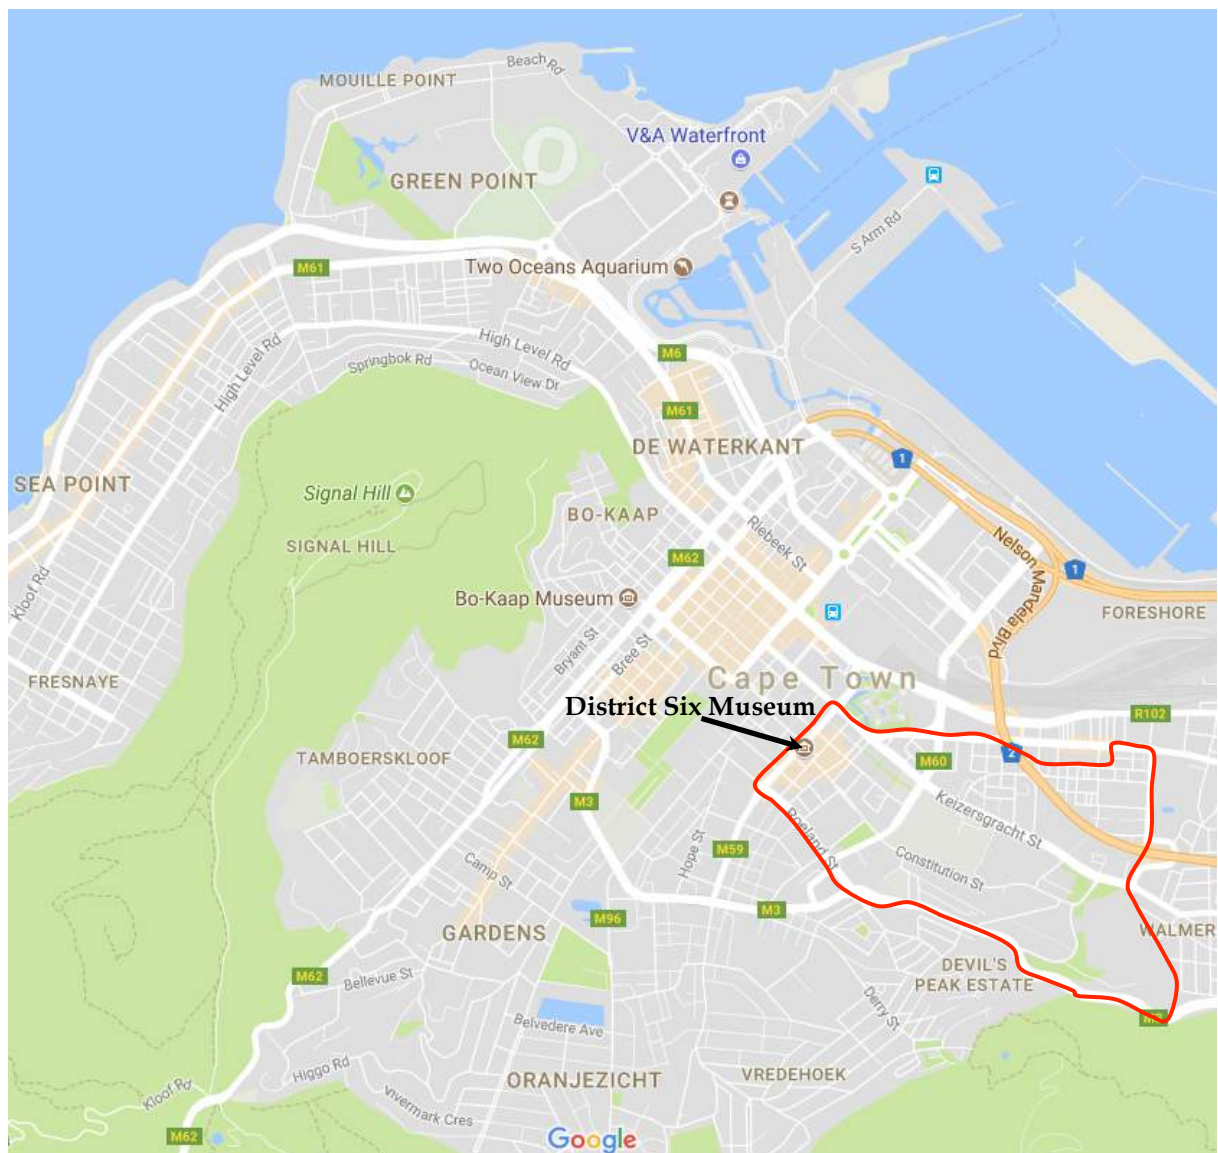 Beach Rd
MOUILLE POINT
V&A Waterfront
GREEN POINT
S Arm Rd
Two Oceans Aquarium
M61
High Level Rd
M6
Springbok Rd
Ocean View Dr
High Level Rd
M61
DE WATERKANT
1
SEA POINT
Signal Hill
BO-KAAP
Riebeek St
SIGNAL HILL
M62
Nelson Mandela Blvd
1
Kloof Rd
Bo-Kaap Museum
FORESHORE
Bryant St
Bree St
FRESNAYE
Cape Town
District Six Museum
R102
M62
TAMBOERSKLOOF
2
M60
M3
Keizersgracht St
Roeland St
Hope St
M59
Constitution St
Camp St
M3
M96
GARDENS
WALMER
DEVIL'S
PEAK ESTATE
M62
Bellevue St
Derry St
Belvedere Ave
Higgo Rd
Kloof Rd
ORANJEZICHT
VREDEHOEK
Vivermark Cres
M62
Google